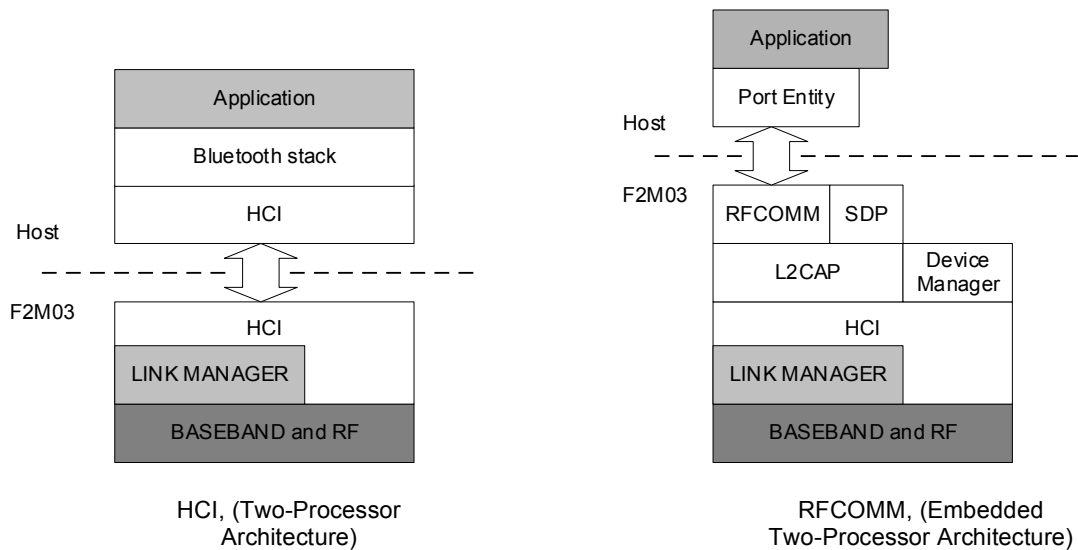 Application
Bluetooth stack
HCI
Host
F2M03
HCI
LINK MANAGER
BASEBAND and RF
HCI, (Two-Processor
Architecture)
Application
Port Entity
Host
F2M03
RFCOMM
SDP
L2CAP
Device
Manager
HCI
LINK MANAGER
BASEBAND and RF
RFCOMM, (Embedded
Two-Processor Architecture)